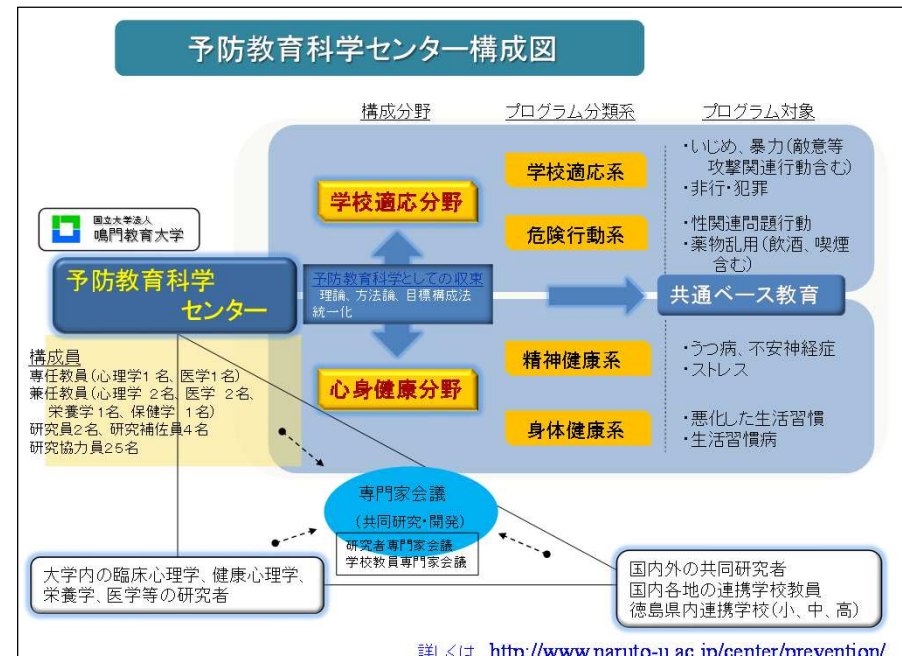 予防教育科学センター構成図
構成分野
プログラム分類系
プログラム対象
学校適応分野
学校適応系
・いじめ、暴力(敵意等
攻撃関連行動含む)
・非行・犯罪
危険行動系
・性関連問題行動
・薬物乱用(飲酒、喫煙
含む)
国立大学法人
鳴門教育大学
予防教育科学
センター
予防教育科学としての収束
理論、方法論、目標構成法
統一化
共通ベース教育
心身健康分野
精神健康系
・うつ病、不安神経症
・ストレス
身体健康系
・悪化した生活習慣
・生活習慣病
構成員
専任教員(心理学1名、医学1名)
兼任教員(心理学 2名、医学 2名、
栄養学1名、保健学 1名)
研究員2名、研究補佐員4名
研究協力員25名
専門家会議
(共同研究・開発)
研究者専門家会議
学校教員専門家会議
大学内の臨床心理学、健康心理学、
栄養学、医学等の研究者
国内外の共同研究者
国内各地の連携学校教員
徳島県内連携学校(小、中、高)
詳しくは http://www.naruto-u.ac.jp/center/prevention/